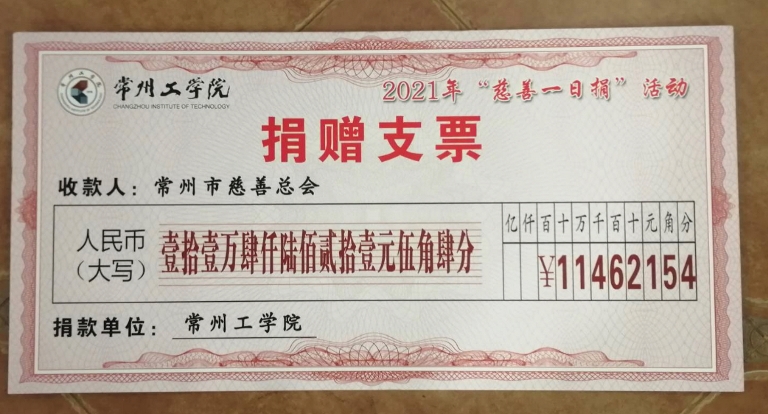 常州工学院
CHANGZHOU INSTITUTE OF TECHNOLOGY
2021年“慈善一日捐”活动
捐赠支票
收款人：常州市慈善总会
亿仟百十万千百十元角分
人民币
（大写）
壹拾壹万肆仟陆佰贰拾壹元伍角肆分
¥11462154
捐款单位：常州工学院